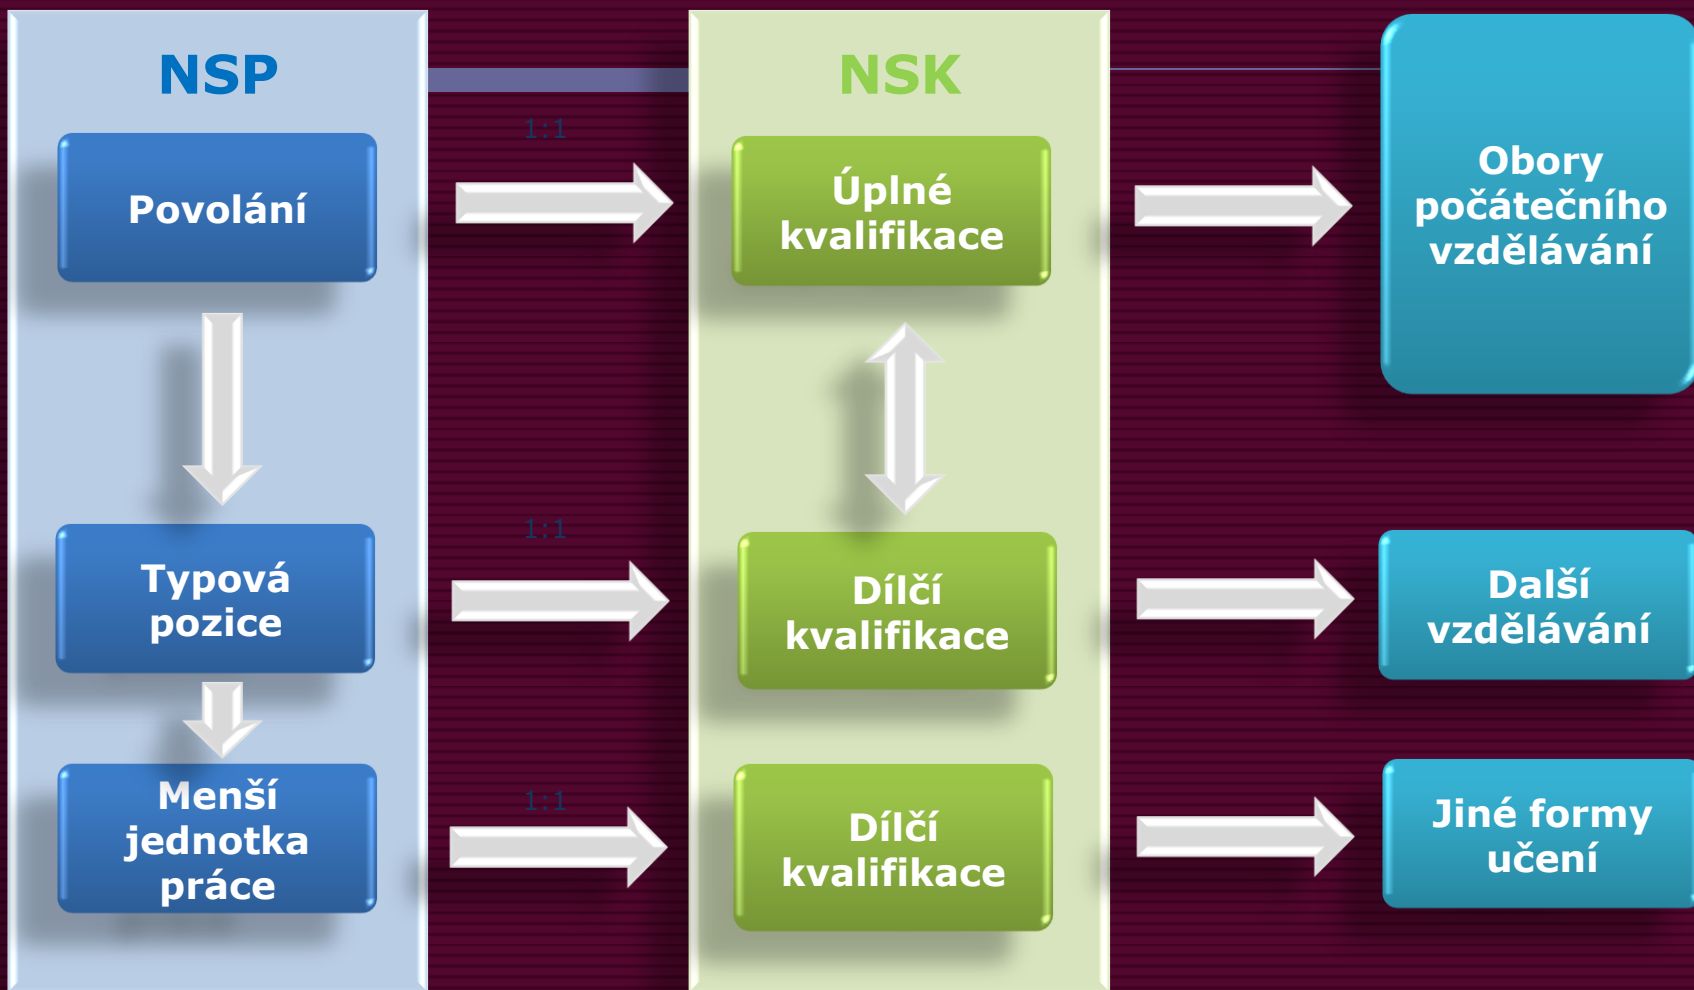 NSP
NSK
1:1
Povolání
Úplné
kvalifikace
Obory
počátečního
vzdělávání
1:1
Typová
pozice
Dílčí
kvalifikace
Další
vzdělávání
1:1
Menší
jednotka
práce
Dílčí
kvalifikace
Jiné formy
učení